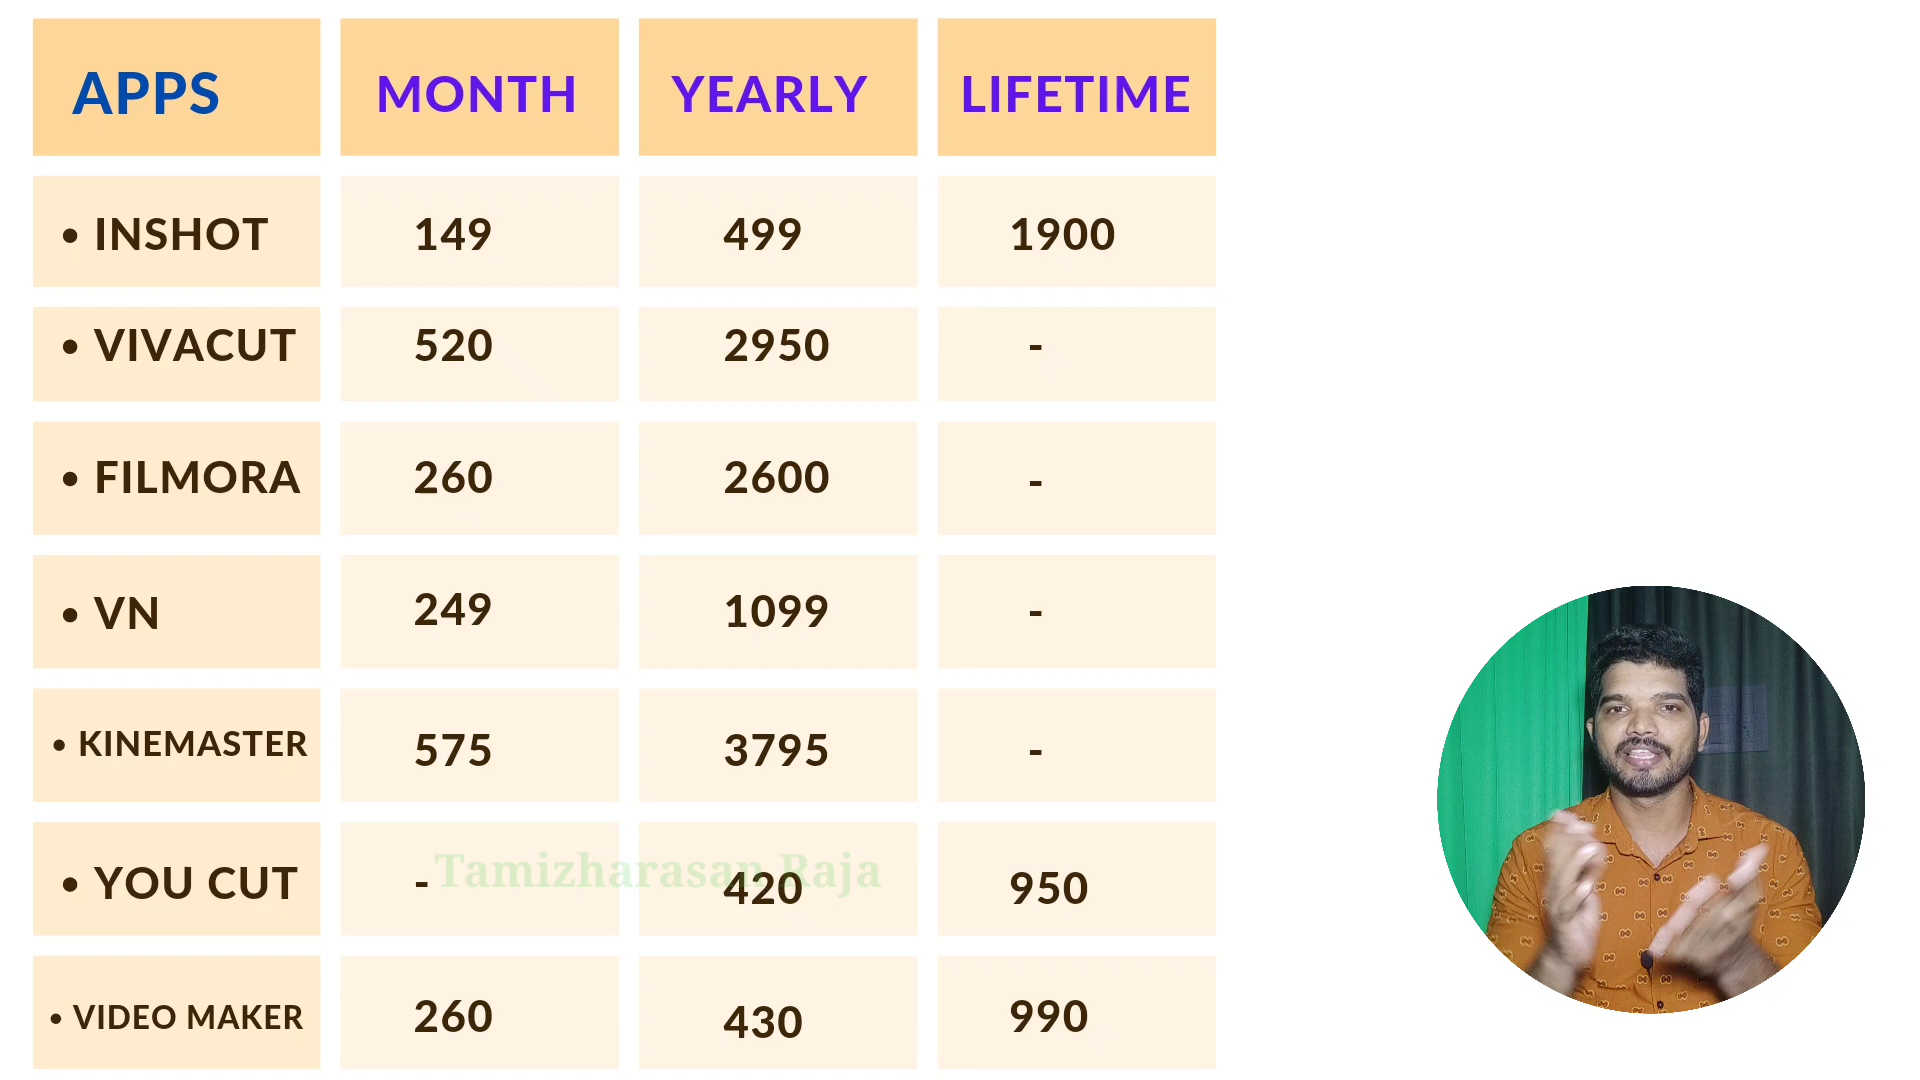 APPS MONTH YEARLY LIFETIME
• INSHOT 149 499 1900
• VIVACUT 520 2950 -
• FILMORA 260 2600 -
• VN 249 1099 -
• KINEMASTER 575 3795 -
• YOU CUT - 420 950
Tamizharasan Raja
• VIDEO MAKER 260 430 990